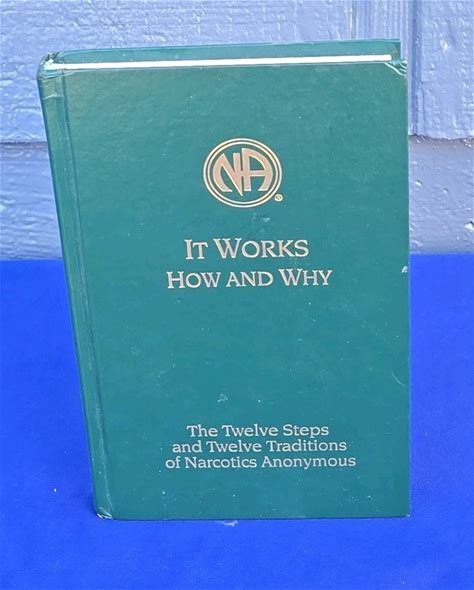 NA®
IT WORKS
HOW AND WHY
The Twelve Steps
and Twelve Traditions
of Narcotics Anonymous